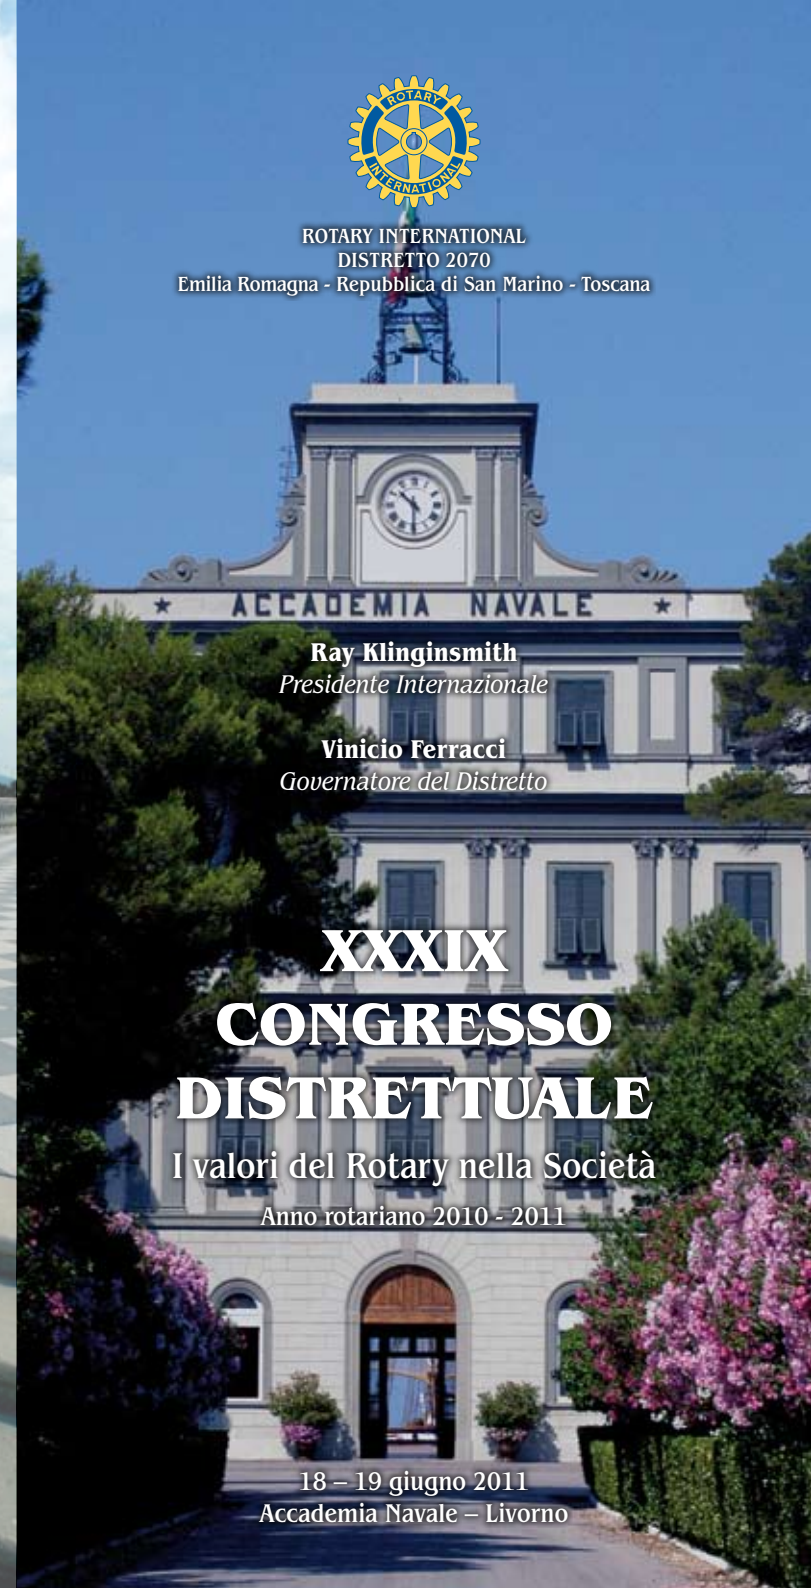 ROTARY
INTERNATIONAL
ROTARY INTERNATIONAL
DISTRETTO 2070
Emilia Romagna - Repubblica di San Marino - Toscana
ACCADEMIA NAVALE
Ray Klinginsmith
Presidente Internazionale
Vinicio Ferracci
Governatore del Distretto
XXXIX
CONGRESSO
DISTRETTUALE
I valori del Rotary nella Società
Anno rotariano 2010 - 2011
18 – 19 giugno 2011
Accademia Navale – Livorno